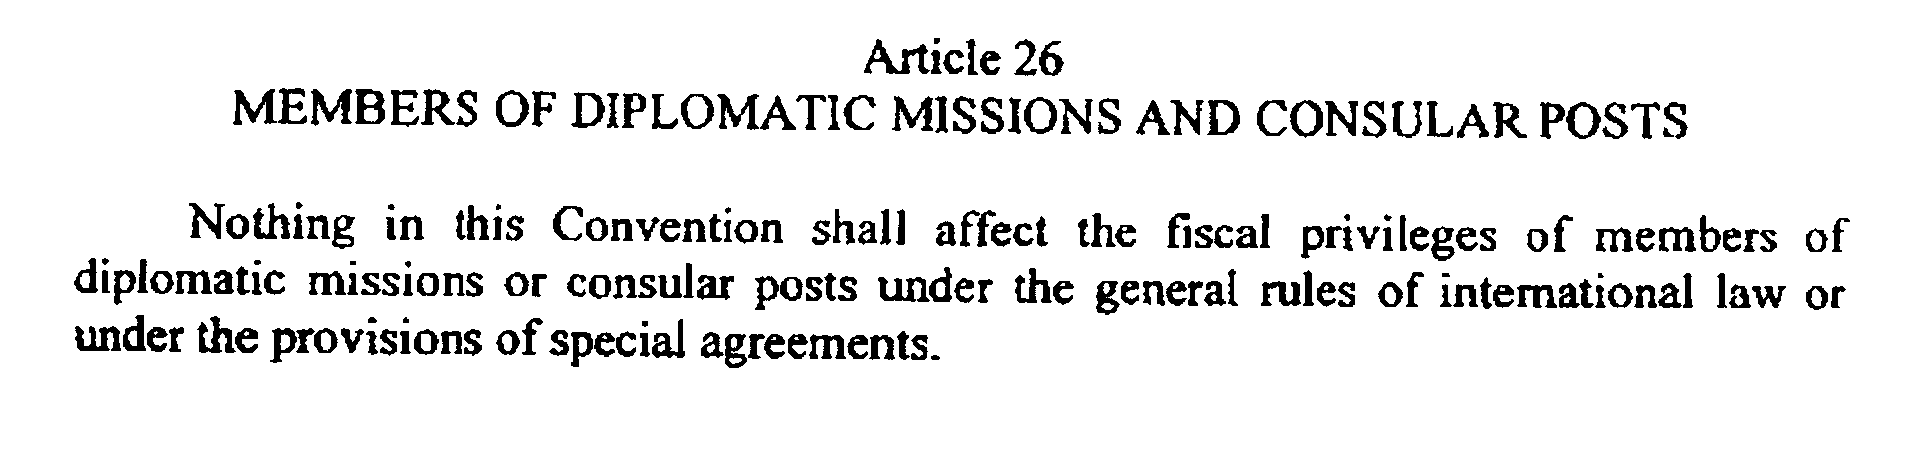 Article 26
MEMBERS OF DIPLOMATIC MISSIONS AND CONSULAR POSTS
Nothing in this Convention shall affect the fiscal privileges of members of
diplomatic missions or consular posts under the general rules of international law or
under the provisions of special agreements.